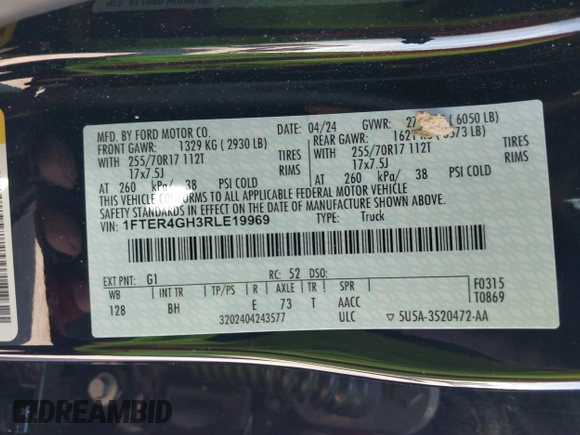 MFD. BY FORD MOTOR CO.
DATE: 04/24 GVWR: ( 6050 LB)
FRONT GAWR: 1329 KG ( 2930 LB) REAR GAWR:
WITH 255/70R17 112T TIRES WITH 255/70R17 112T TIRES
17x7.5J RIMS 17x7.5J RIMS
AT 260 kPa/ 38 PSI COLD AT 260 kPa/ 38 PSI COLD
THIS VEHICLE CONFORMS TO ALL APPLICABLE FEDERAL MOTOR VEHICLE
SAFETY STANDARDS IN EFFECT ON THE DATE OF MANUFACTURE SHOWN ABOVE.
VIN: 1FTER4GH3RLE19969 TYPE: Truck
EXT PNT: G1 RC: 52 DSO: F0315
WB INT TR TP/PS R AXLE TR SPR T0869
128 BH E 73 T AACC
3202404243577 ULC 5U5A-3520472-AA
DREAMBID